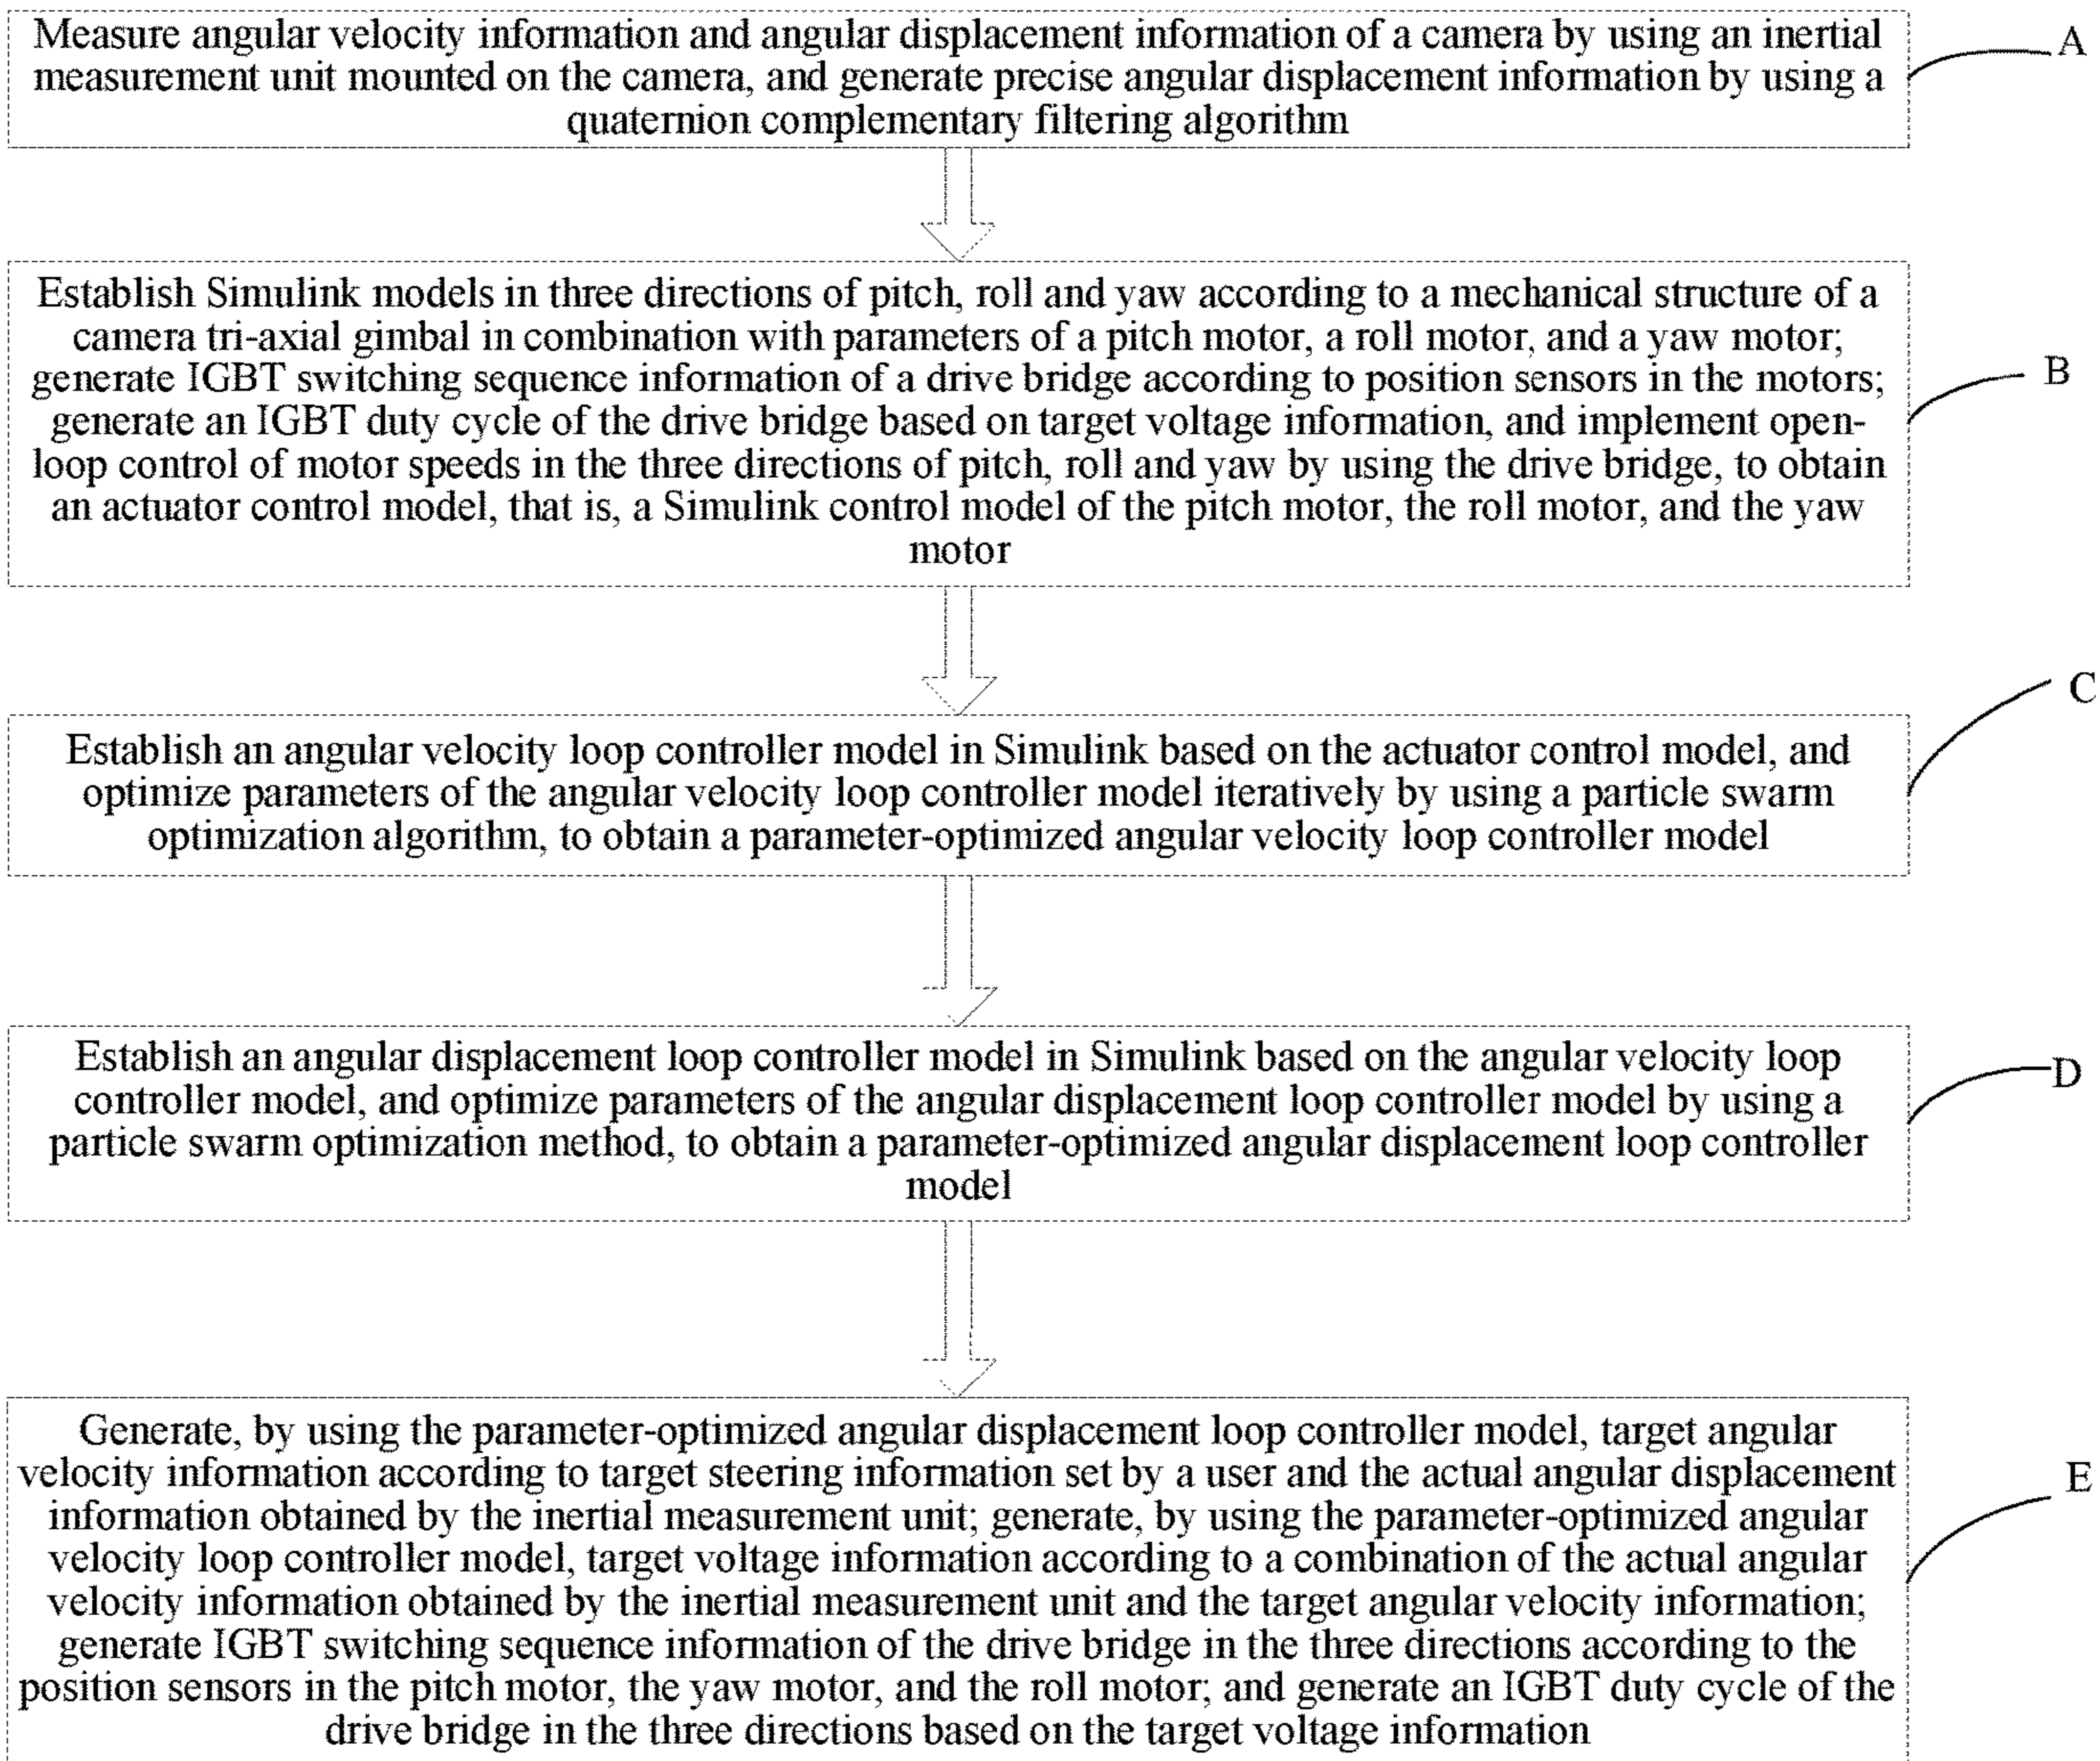 Measure angular velocity information and angular displacement information of a camera by using an inertial
measurement unit mounted on the camera, and generate precise angular displacement information by using a
quaternion complementary filtering algorithm
A
Establish Simulink models in three directions of pitch, roll and yaw according to a mechanical structure of a
camera tri-axial gimbal in combination with parameters of a pitch motor, a roll motor, and a yaw motor;
generate IGBT switching sequence information of a drive bridge according to position sensors in the motors;
generate an IGBT duty cycle of the drive bridge based on target voltage information, and implement open-
loop control of motor speeds in the three directions of pitch, roll and yaw by using the drive bridge, to obtain
an actuator control model, that is, a Simulink control model of the pitch motor, the roll motor, and the yaw
motor
B
Establish an angular velocity loop controller model in Simulink based on the actuator control model, and
optimize parameters of the angular velocity loop controller model iteratively by using a particle swarm
optimization algorithm, to obtain a parameter-optimized angular velocity loop controller model
C
Establish an angular displacement loop controller model in Simulink based on the angular velocity loop
controller model, and optimize parameters of the angular displacement loop controller model by using a
particle swarm optimization method, to obtain a parameter-optimized angular displacement loop controller
model
D
Generate, by using the parameter-optimized angular displacement loop controller model, target angular
velocity information according to target steering information set by a user and the actual angular displacement
information obtained by the inertial measurement unit; generate, by using the parameter-optimized angular
velocity loop controller model, target voltage information according to a combination of the actual angular
velocity information obtained by the inertial measurement unit and the target angular velocity information;
generate IGBT switching sequence information of the drive bridge in the three directions according to the
position sensors in the pitch motor, the yaw motor, and the roll motor; and generate an IGBT duty cycle of the
drive bridge in the three directions based on the target voltage information
E